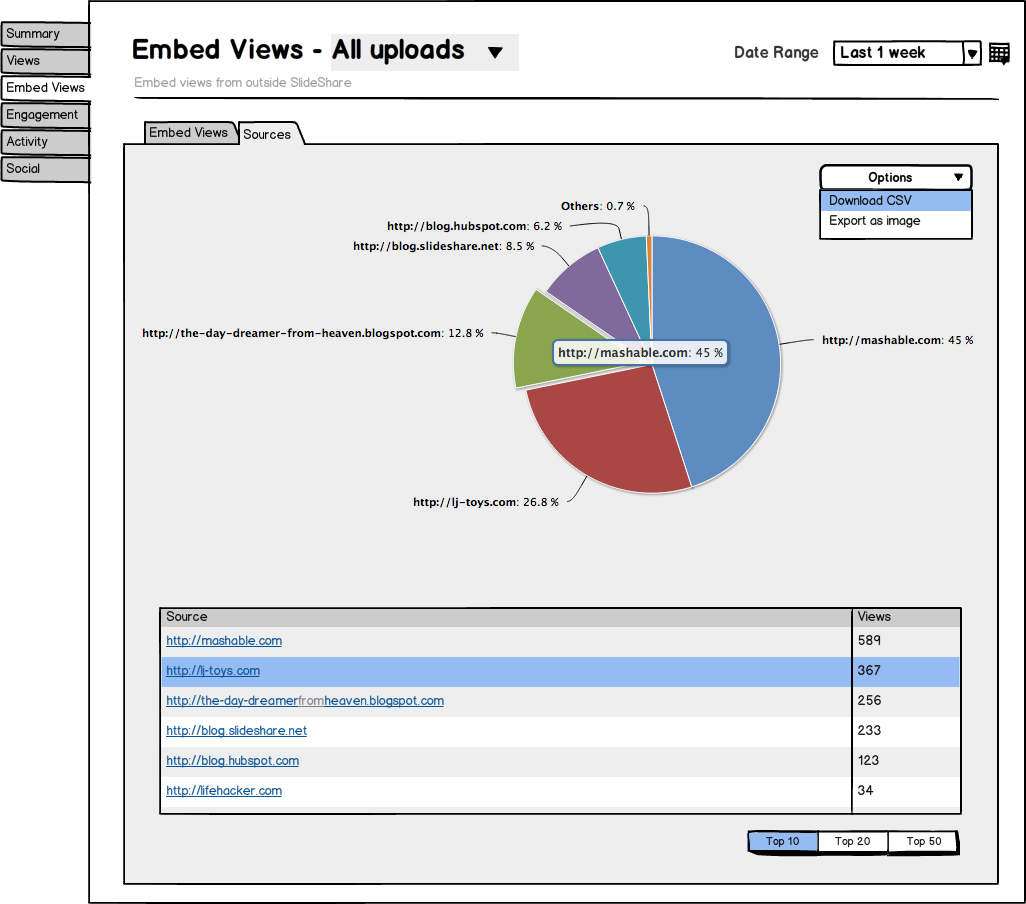 Summary
Views
Embed Views
Engagement
Activity
Social
Embed Views - All uploads
Date Range
Last 1 week
Embed views from outside SlideShare
Embed Views
Sources
Options
Download CSV
Export as image
Others: 0.7 %
http://blog.hubspot.com: 6.2 %
http://blog.slideshare.net: 8.5 %
http://the-day-dreamer-from-heaven.blogspot.com: 12.8 %
http://mashable.com: 45 %
http://mashable.com: 45 %
http://lj-toys.com: 26.8 %
Source Views
http://mashable.com 589
http://lj-toys.com 367
http://the-day-dreamerfromheaven.blogspot.com 256
http://blog.slideshare.net 233
http://blog.hubspot.com 123
http://lifehacker.com 34
Top 10 Top 20 Top 50